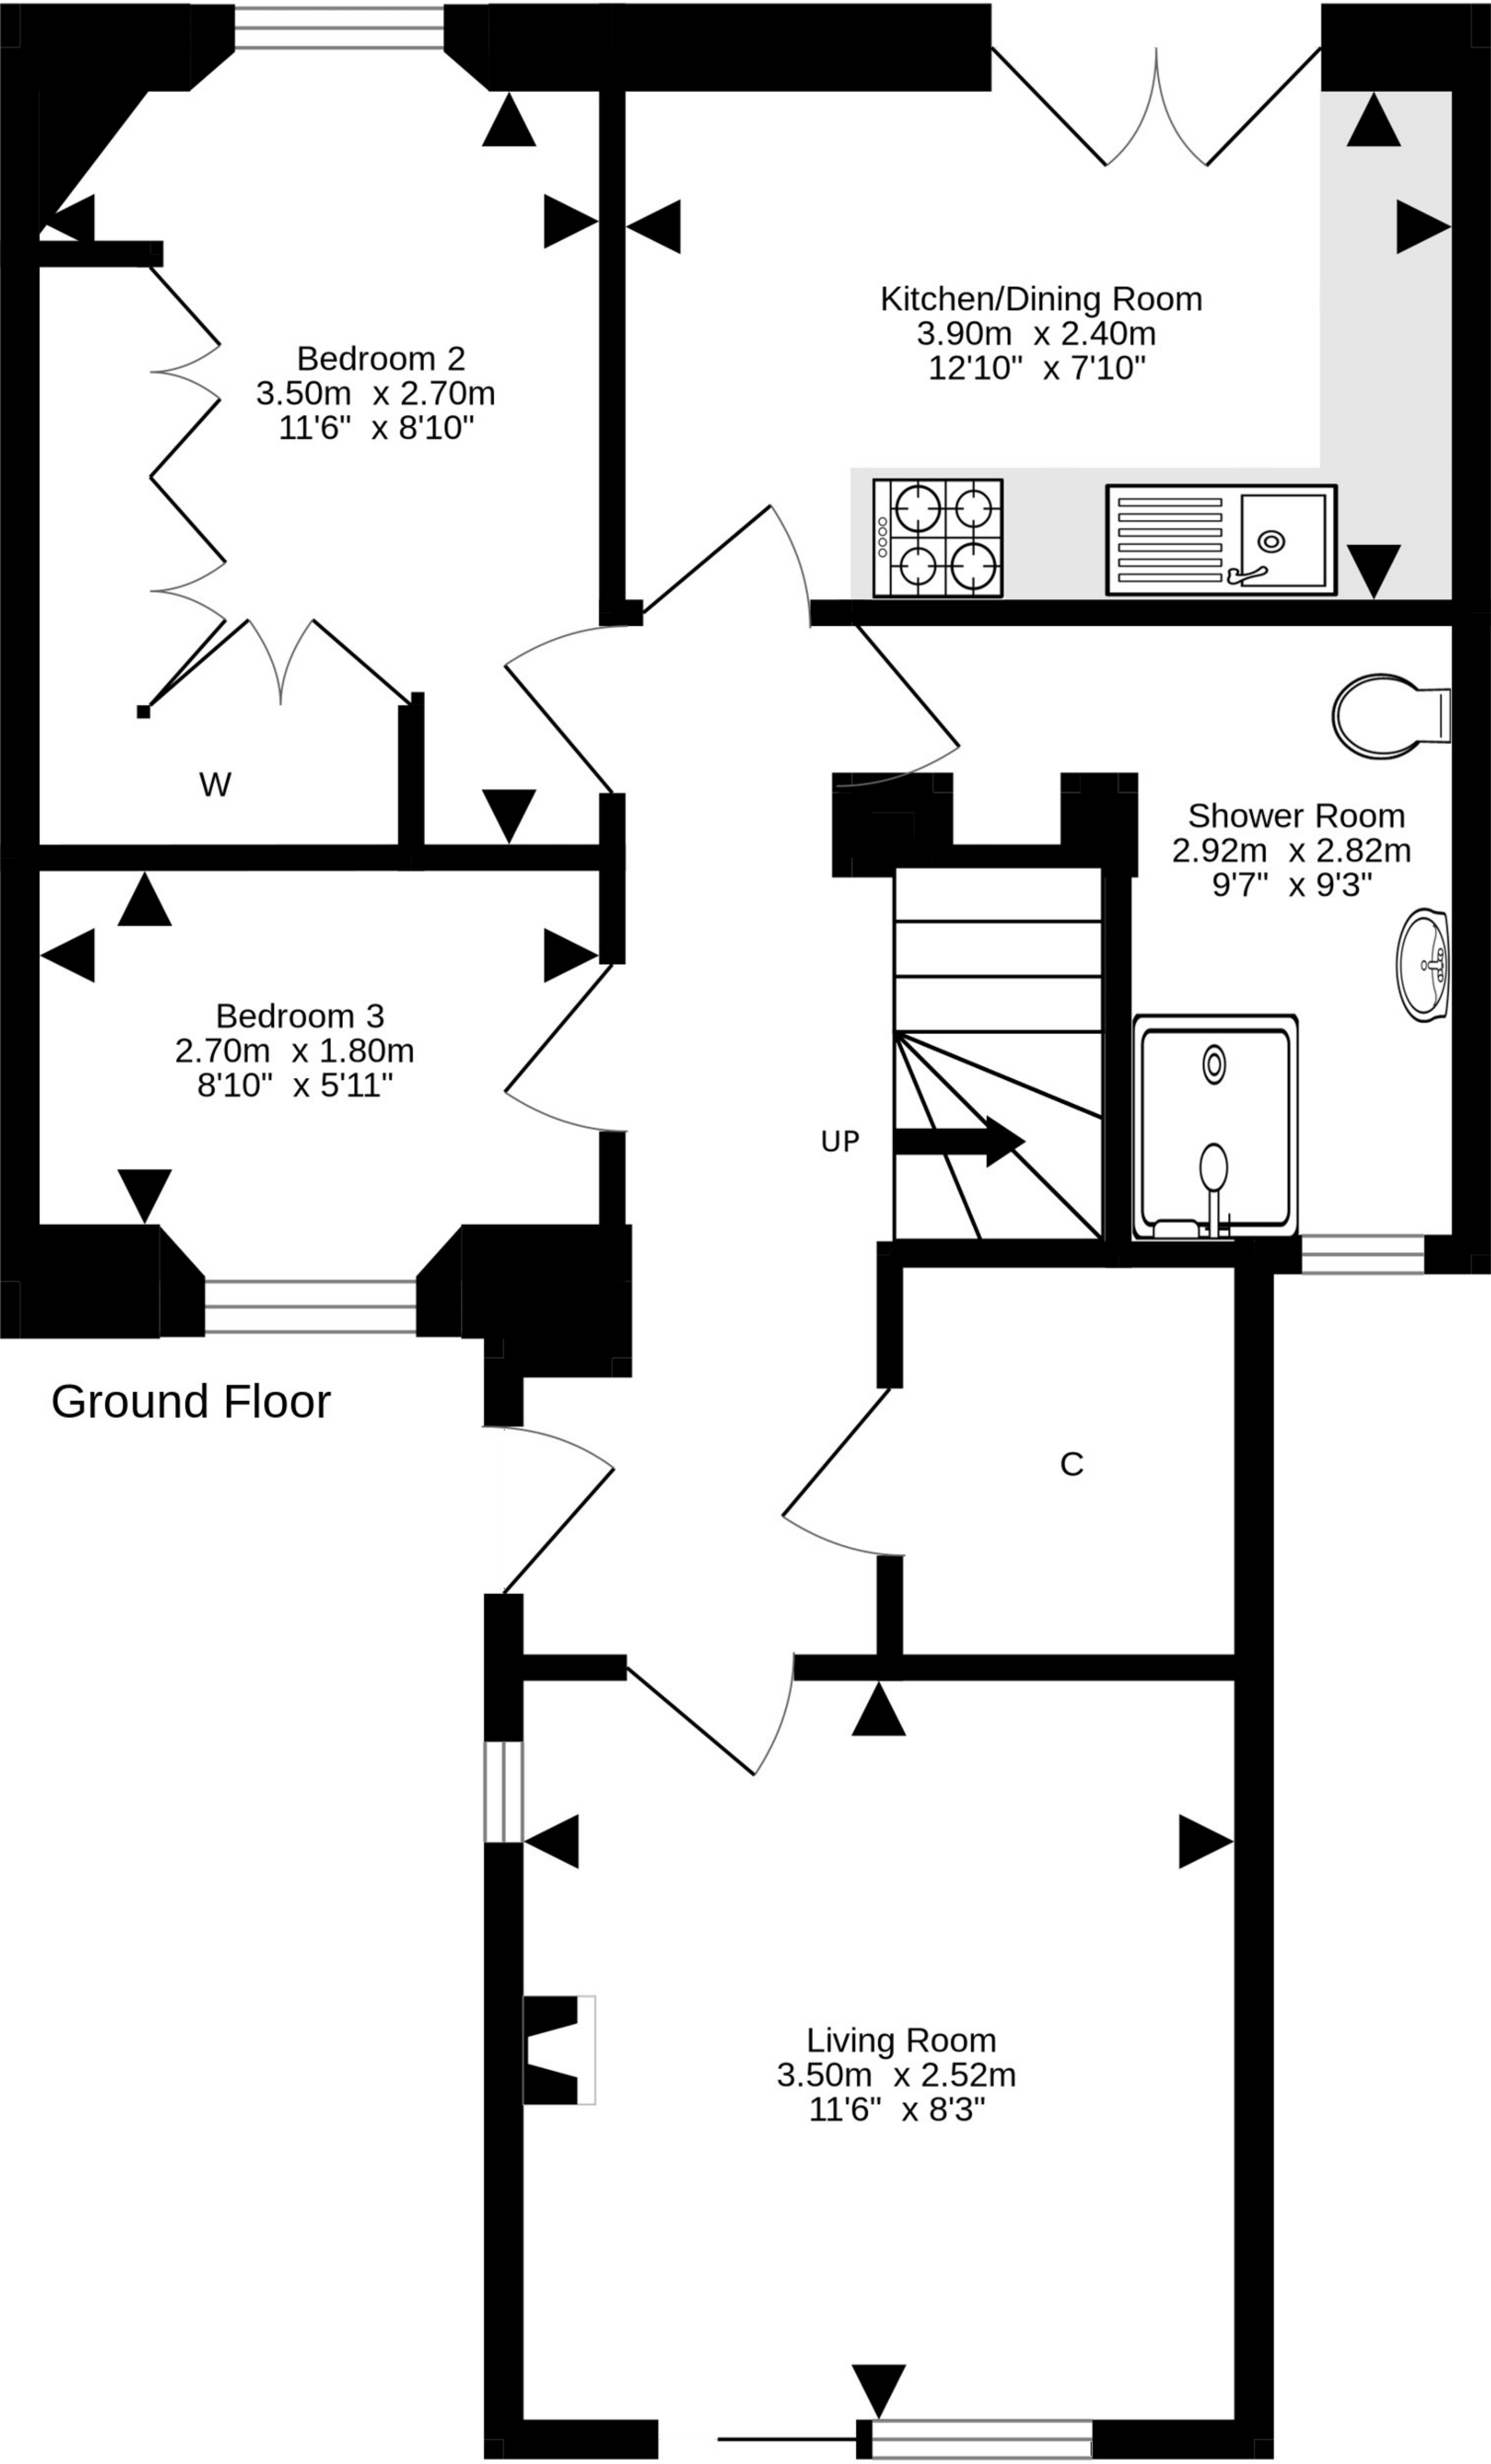 Kitchen/Dining Room
3.90m x 2.40m
12'10" x 7'10"
Bedroom 2
3.50m x 2.70m
11'6" x 8'10"
W
Shower Room
2.92m x 2.82m
9'7" x 9'3"
Bedroom 3
2.70m x 1.80m
8'10" x 5'11"
UP
Ground Floor
C
Living Room
3.50m x 2.52m
11'6" x 8'3"